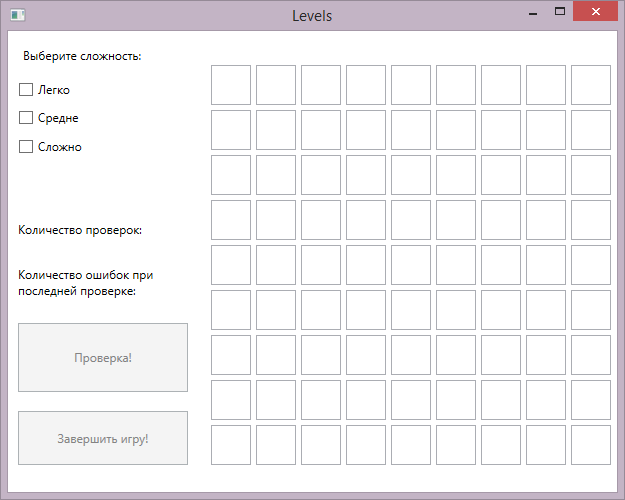 Levels
Выберите сложность:
Легко
Средне
Сложно
Количество проверок:
Количество ошибок при
последней проверке:
Проверка!
Завершить игру!